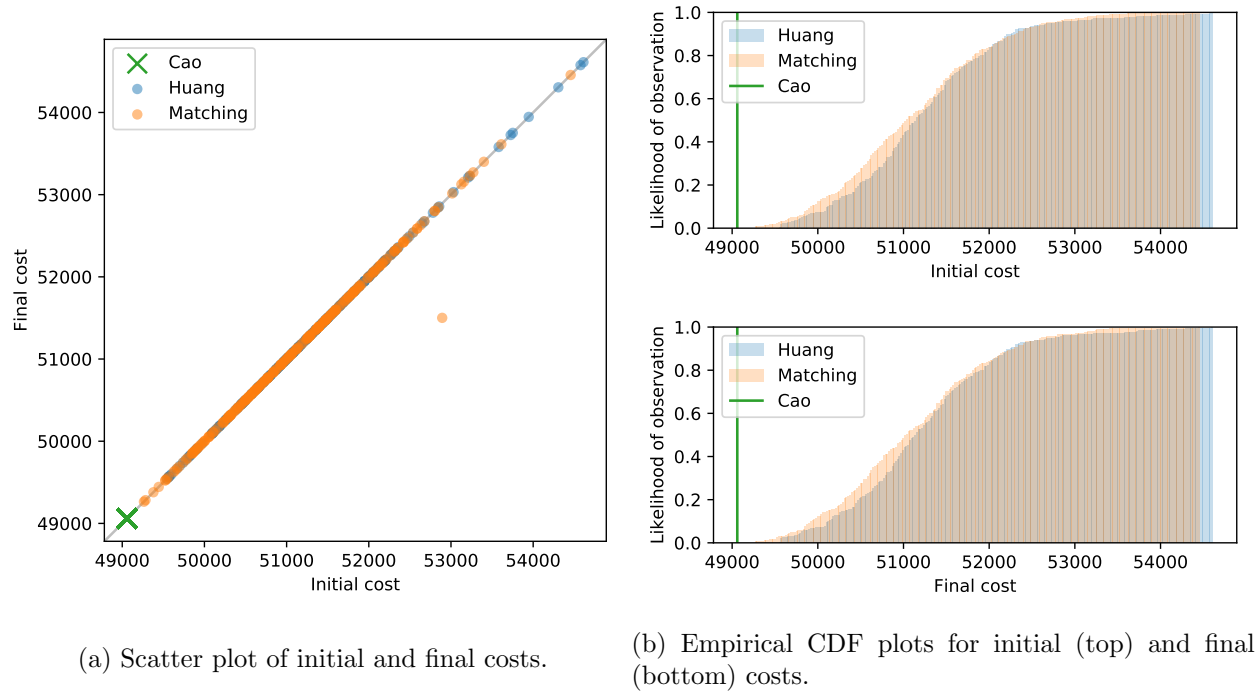 Cao
Huang
Matching
54000
53000
52000
51000
50000
49000
Final cost
49000 50000 51000 52000 53000 54000
Initial cost
(a) Scatter plot of initial and final costs.
1.0
0.8
0.6
0.4
0.2
0.0
Likelihood of observation
Huang
Matching
Cao
49000 50000 51000 52000 53000 54000
Initial cost
1.0
0.8
0.6
0.4
0.2
0.0
Likelihood of observation
Huang
Matching
Cao
49000 50000 51000 52000 53000 54000
Final cost
(b) Empirical CDF plots for initial (top) and final
(bottom) costs.